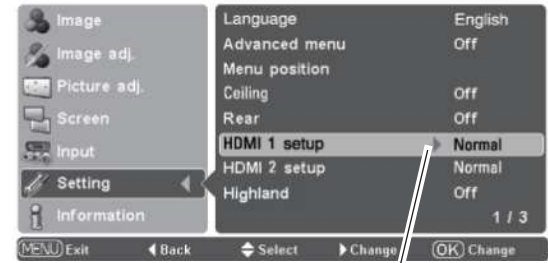 Image
Image adj.
Picture adj.
Screen
Input
Setting
Information
Language English
Advanced menu Off
Menu position
Ceiling Off
Rear Off
HDMI 1 setup Normal
HDMI 2 setup Normal
Highland Off
1 / 3
MENU Exit Back Select Change OK Change